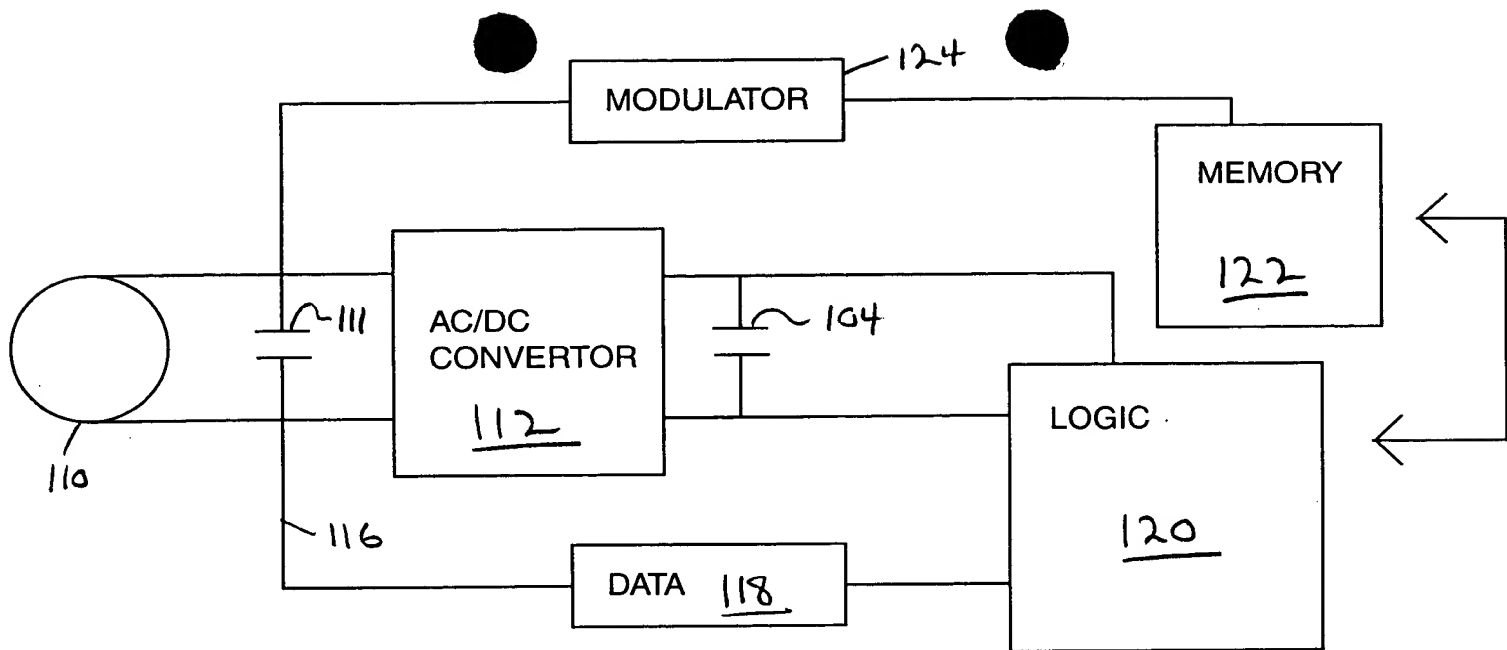 124
MODULATOR
MEMORY
122
111
104
AC/DC
CONVERTOR
112
LOGIC
110
120
116
DATA 118